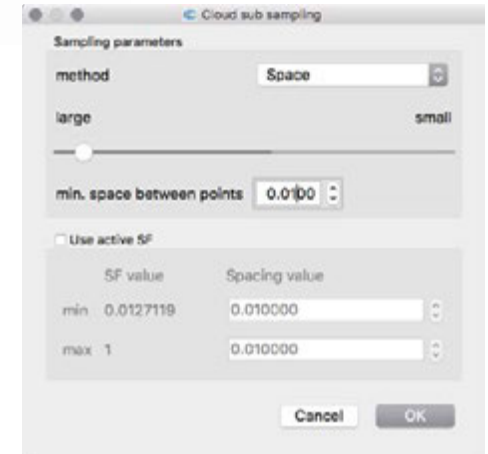 Cloud sub sampling
Sampling parameters
method Space
large small
min. space between points 0.0100
Use active SF
SF value Spacing value
min 0.0127119 0.010000
max 1 0.010000
Cancel OK